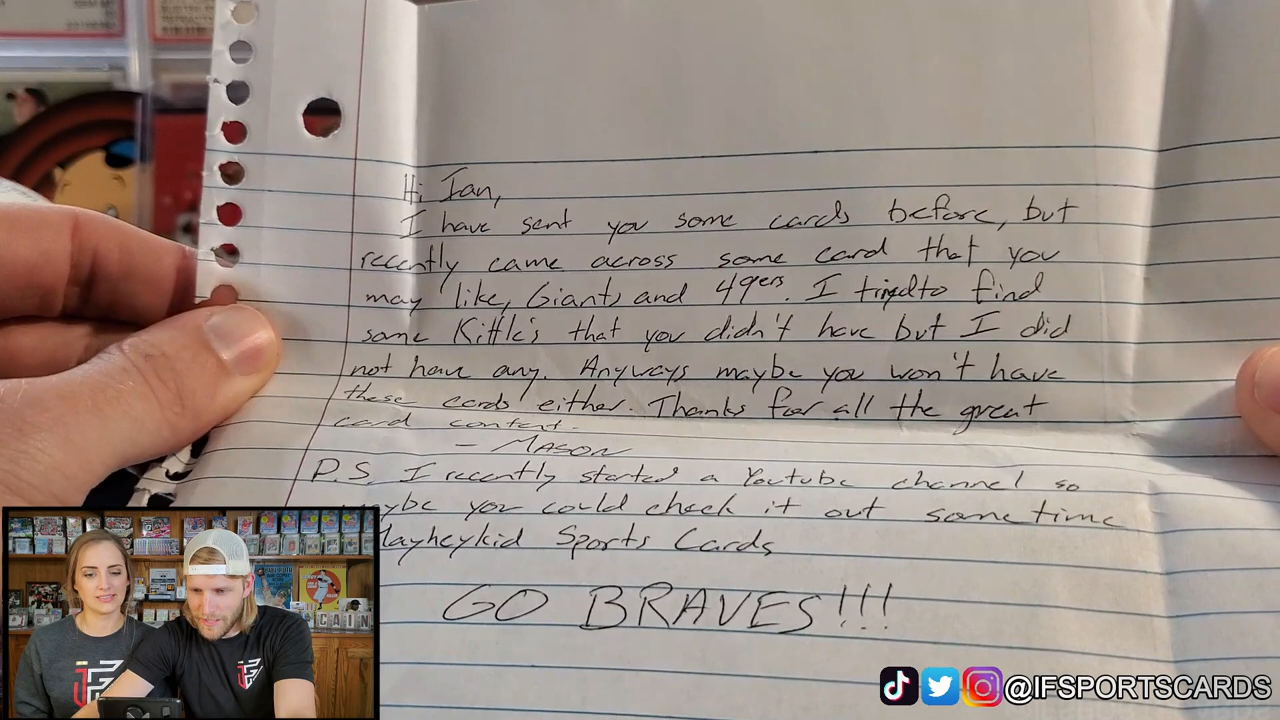 Hi Ian,
I have sent you some cards before, but
recently came across some card that you
may like, Giants and 49ers. I tried to find
some Kittle's that you didn't have but I did
not have any. Anyways maybe you won't have
these cards either. Thanks for all the great
card content.
- MASON
P.S. I recently started a Youtube channel so
you could check it out sometime
Mayheykid Sports Cards
GO BRAVES!!!
CAIN
@IFSPORTSCARDS